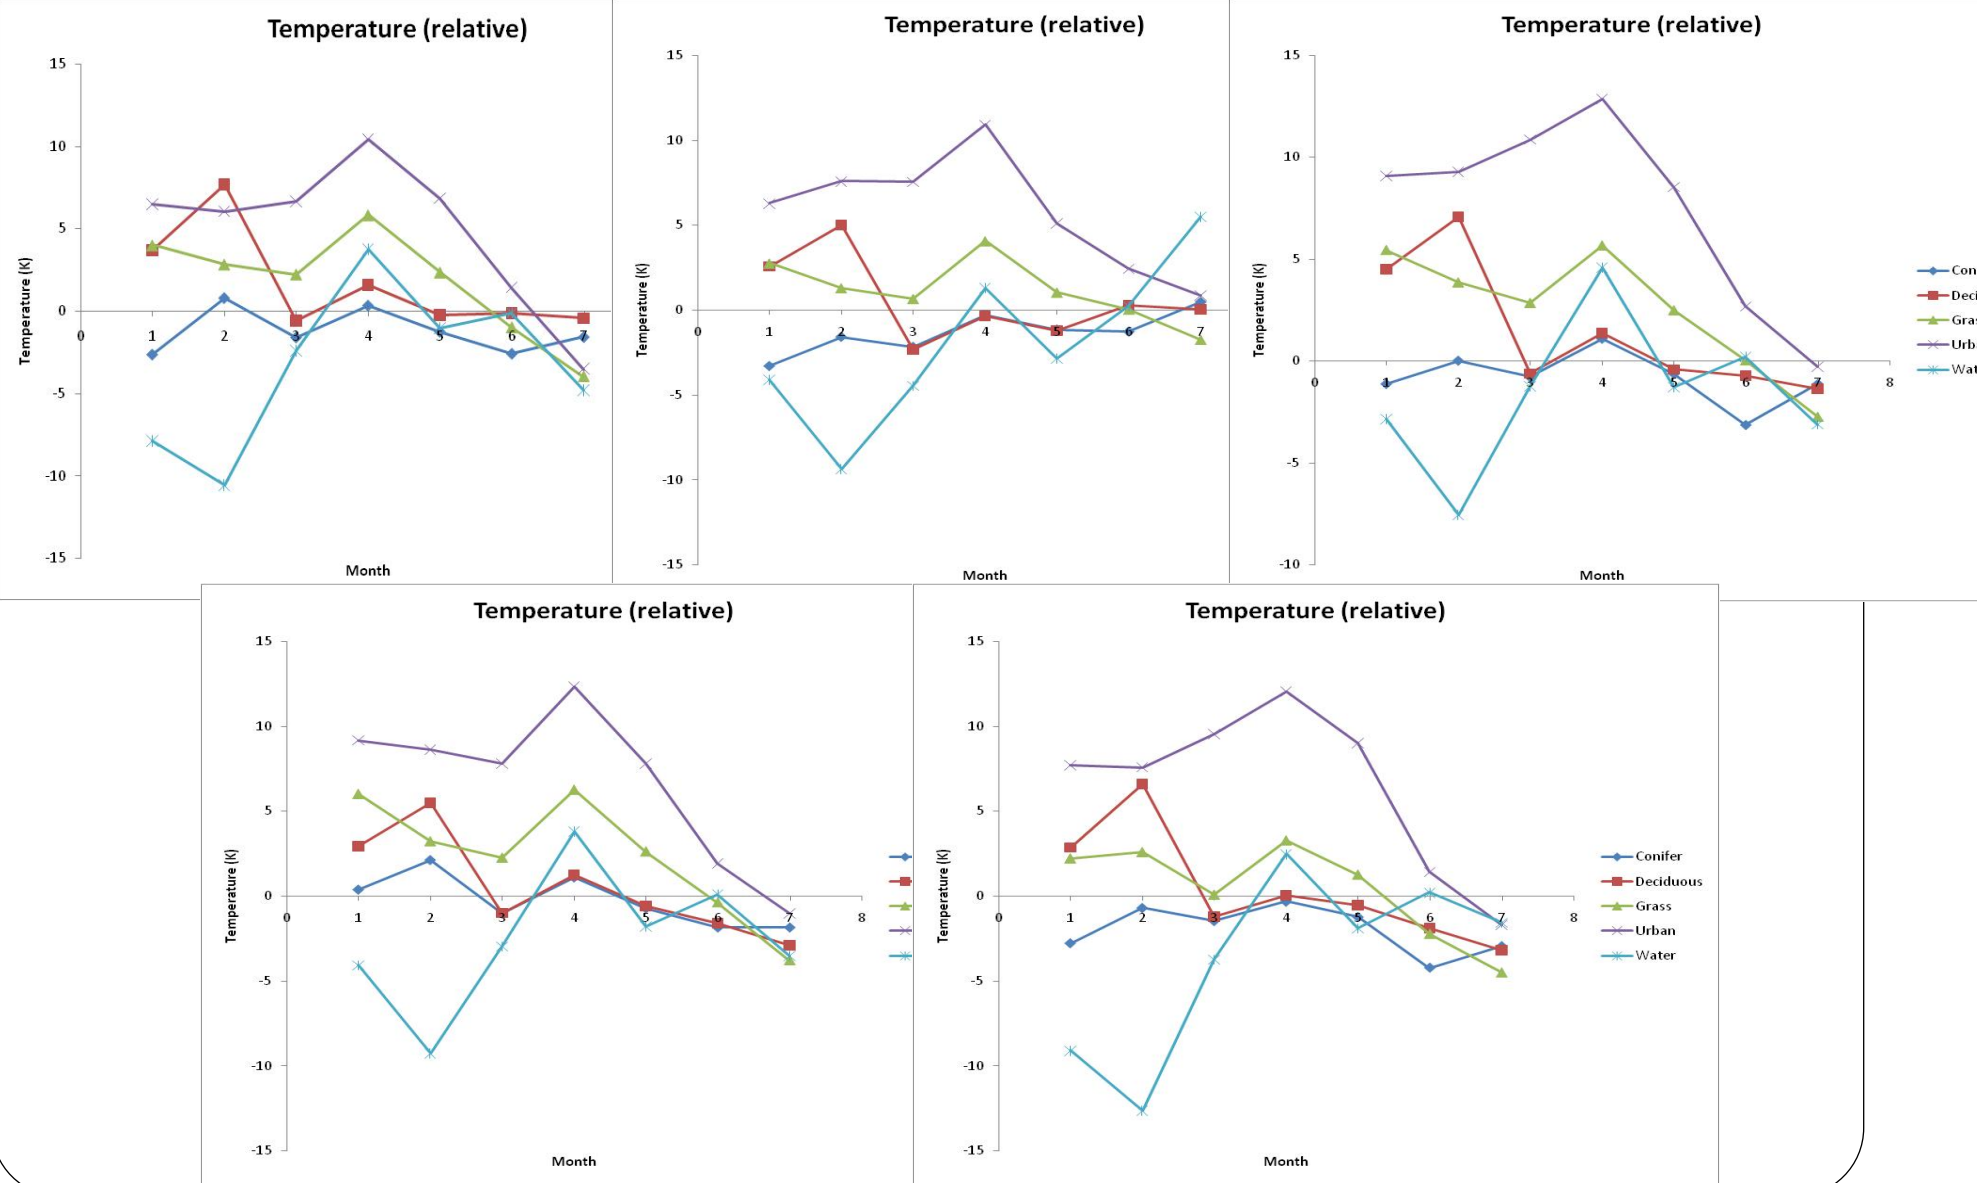 Temperature (relative)
15
10
5
0
-5
-10
-15
0 1 2 3 4 5 6 7
Temperature (K)
Month
Temperature (relative)
15
10
5
0
-5
-10
-15
0 1 2 3 4 5 6 7
Temperature (K)
Month
Temperature (relative)
15
10
5
0
-5
-10
0 1 2 3 4 5 6 7 8
Temperature (K)
Month
Con
Deci
Gra
Urb
Wat
Temperature (relative)
15
10
5
0
-5
-10
-15
0 1 2 3 4 5 6 7 8
Temperature (K)
Month
Temperature (relative)
15
10
5
0
-5
-10
-15
0 1 2 3 4 5 6 7 8
Temperature (K)
Month
Conifer
Deciduous
Grass
Urban
Water